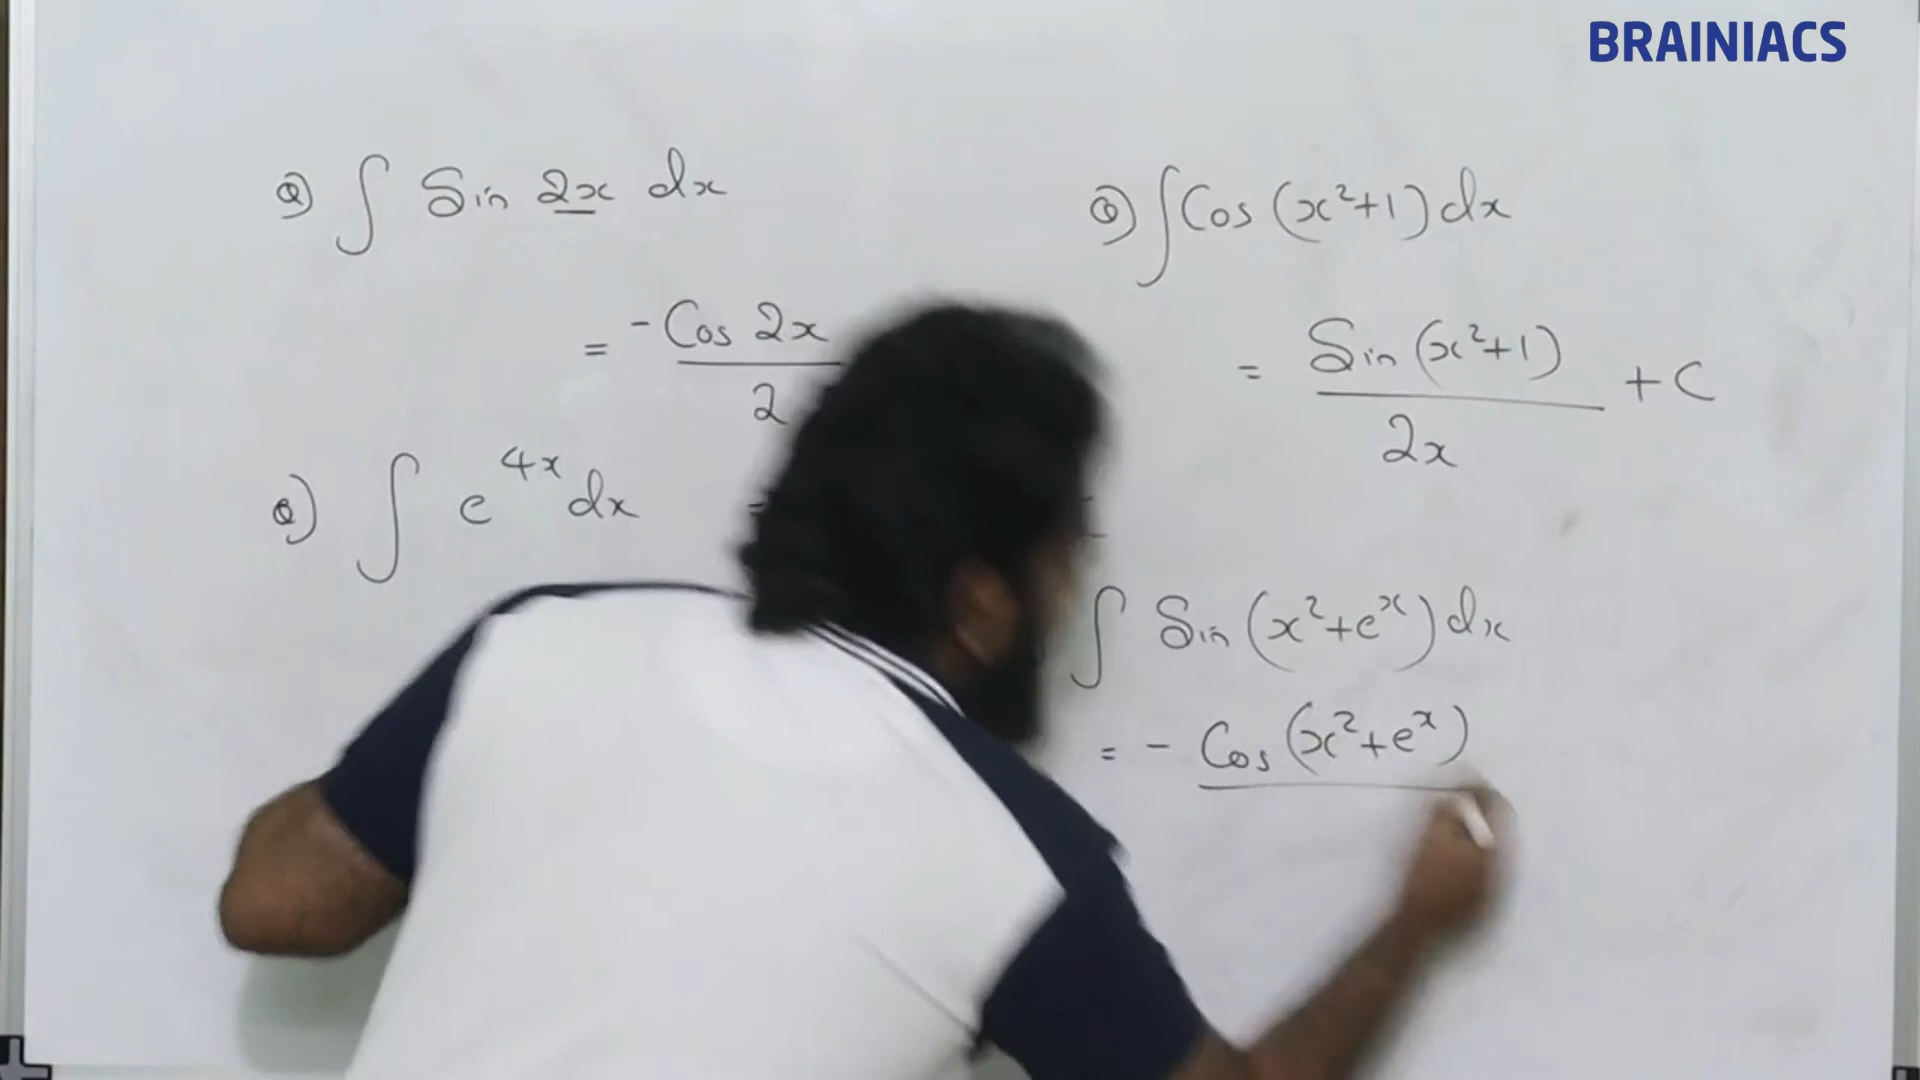 BRAINIACS
Q) ∫ Sin 2x dx
= -Cos 2x
2
Q) ∫ e^4x dx
Q) ∫ Cos (x²+1) dx
= Sin (x²+1) + C
2x
∫ Sin (x²+e^x) dx
= - Cos (x²+e^x)